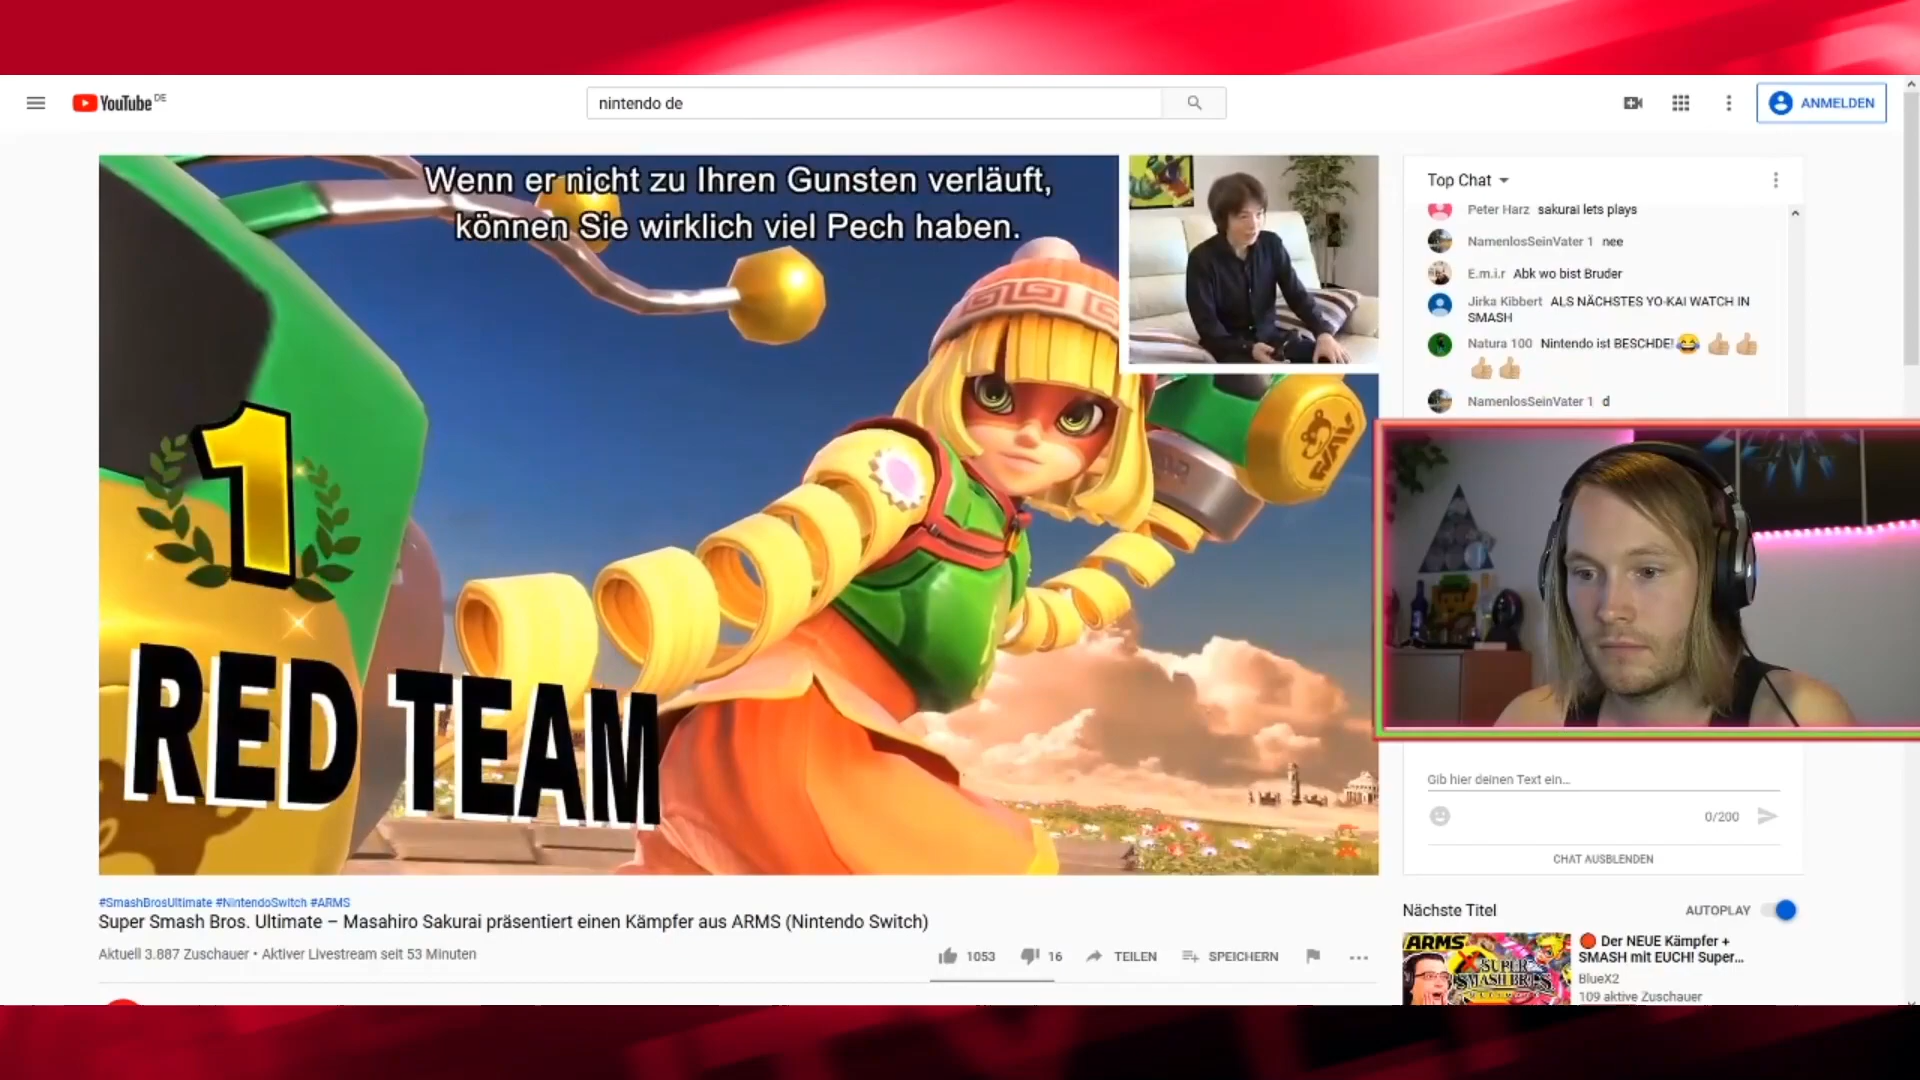 YouTube DE
nintendo de
ANMELDEN
Wenn er nicht zu Ihren Gunsten verläuft,
können Sie wirklich viel Pech haben.
1
RED TEAM
Top Chat
Peter Harz sakurai lets plays
NamenlosSeinVater 1 nee
E.m.i.r Abk wo bist Bruder
Jirka Kibbert ALS NÄCHSTES YO-KAI WATCH IN
SMASH
Natura 100 Nintendo ist BESCHDE!😂👍🏼👍🏼
👍🏼👍🏼
NamenlosSeinVater 1 d
Gib hier deinen Text ein...
0/200
CHAT AUSBLENDEN
#SmashBrosUltimate #NintendoSwitch #ARMS
Super Smash Bros. Ultimate – Masahiro Sakurai präsentiert einen Kämpfer aus ARMS (Nintendo Switch)
Aktuell 3.887 Zuschauer • Aktiver Livestream seit 53 Minuten
1053
16
TEILEN
SPEICHERN
Nächste Titel
AUTOPLAY
ARMS
SUPER
SMASH BROS.
ULTIMATE
🔴 Der NEUE Kämpfer +
SMASH mit EUCH! Super...
BlueX2
109 aktive Zuschauer